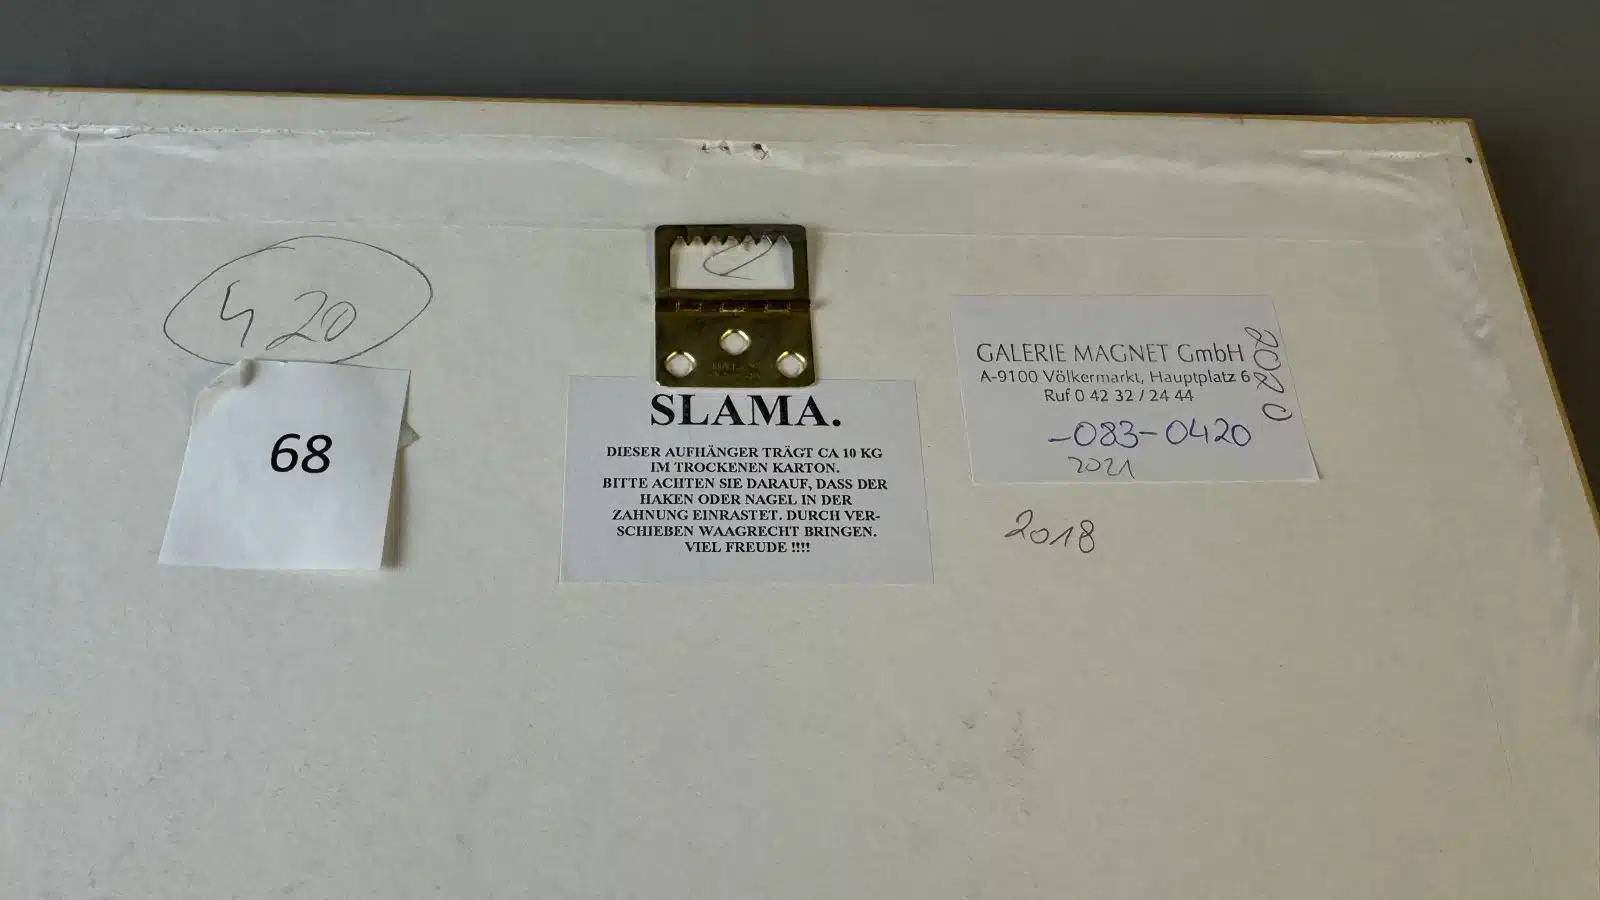 420
68
SLAMA.
DIESER AUFHÄNGER TRÄGT CA 10 KG
IM TROCKENEN KARTON.
BITTE ACHTEN SIE DARAUF, DASS DER
HAKEN ODER NAGEL IN DER
ZAHNUNG EINRASTET. DURCH VER-
SCHIEBEN WAAGRECHT BRINGEN.
VIEL FREUDE !!!!
GALERIE MAGNET GmbH
A-9100 Völkermarkt, Hauptplatz 6
Ruf 0 42 32 / 24 44
-083-0420
2021
2020
2018